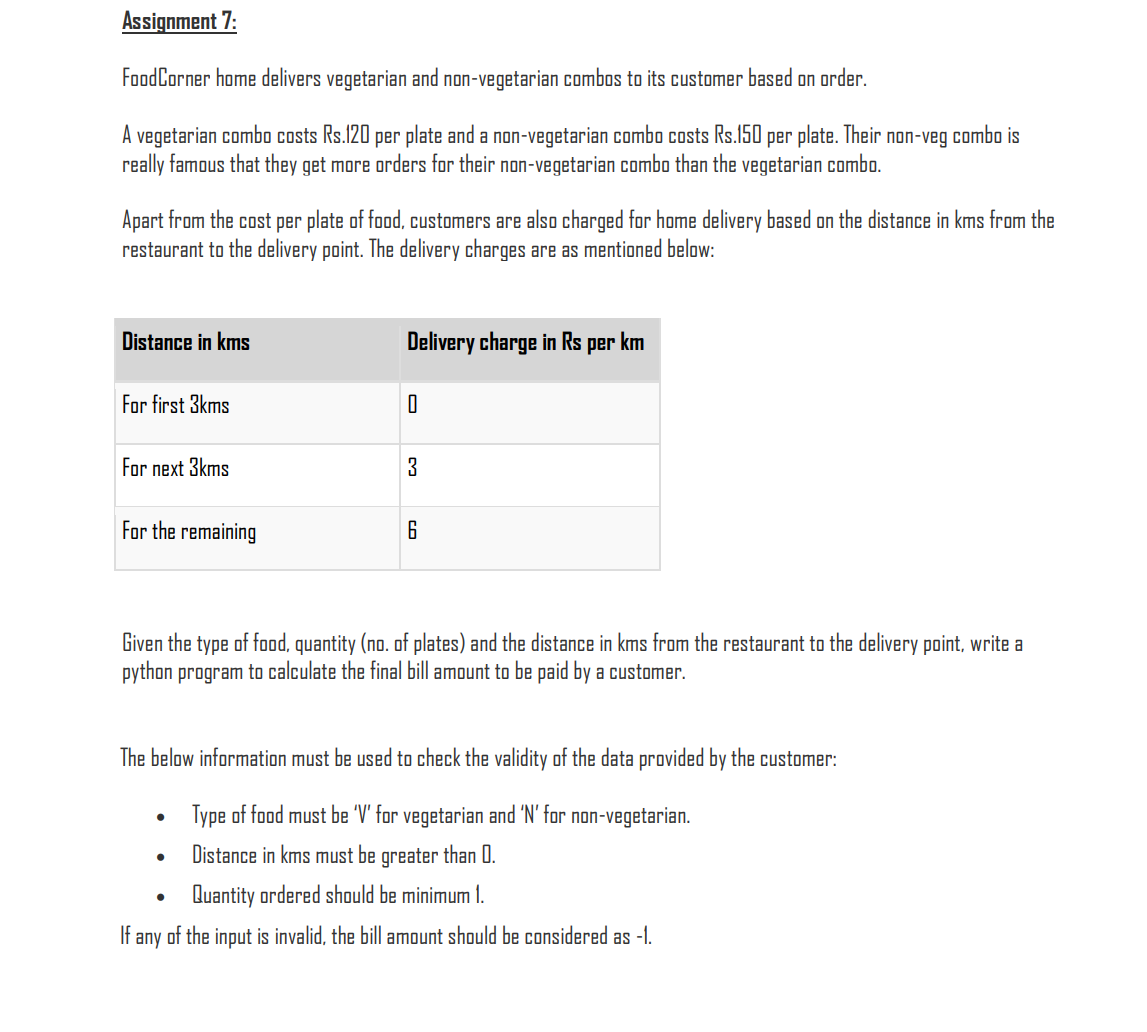 Assignment 7:
FoodCorner home delivers vegetarian and non-vegetarian combos to its customer based on order.
A vegetarian combo costs Rs.120 per plate and a non-vegetarian combo costs Rs.150 per plate. Their non-veg combo is
really famous that they get more orders for their non-vegetarian combo than the vegetarian combo.
Apart from the cost per plate of food, customers are also charged for home delivery based on the distance in kms from the
restaurant to the delivery point. The delivery charges are as mentioned below:
Distance in kms Delivery charge in Rs per km
For first 3kms 0
For next 3kms 3
For the remaining 6
Given the type of food, quantity (no. of plates) and the distance in kms from the restaurant to the delivery point, write a
python program to calculate the final bill amount to be paid by a customer.
The below information must be used to check the validity of the data provided by the customer:
• Type of food must be ‘V’ for vegetarian and ‘N’ for non-vegetarian.
• Distance in kms must be greater than 0.
• Quantity ordered should be minimum 1.
If any of the input is invalid, the bill amount should be considered as -1.